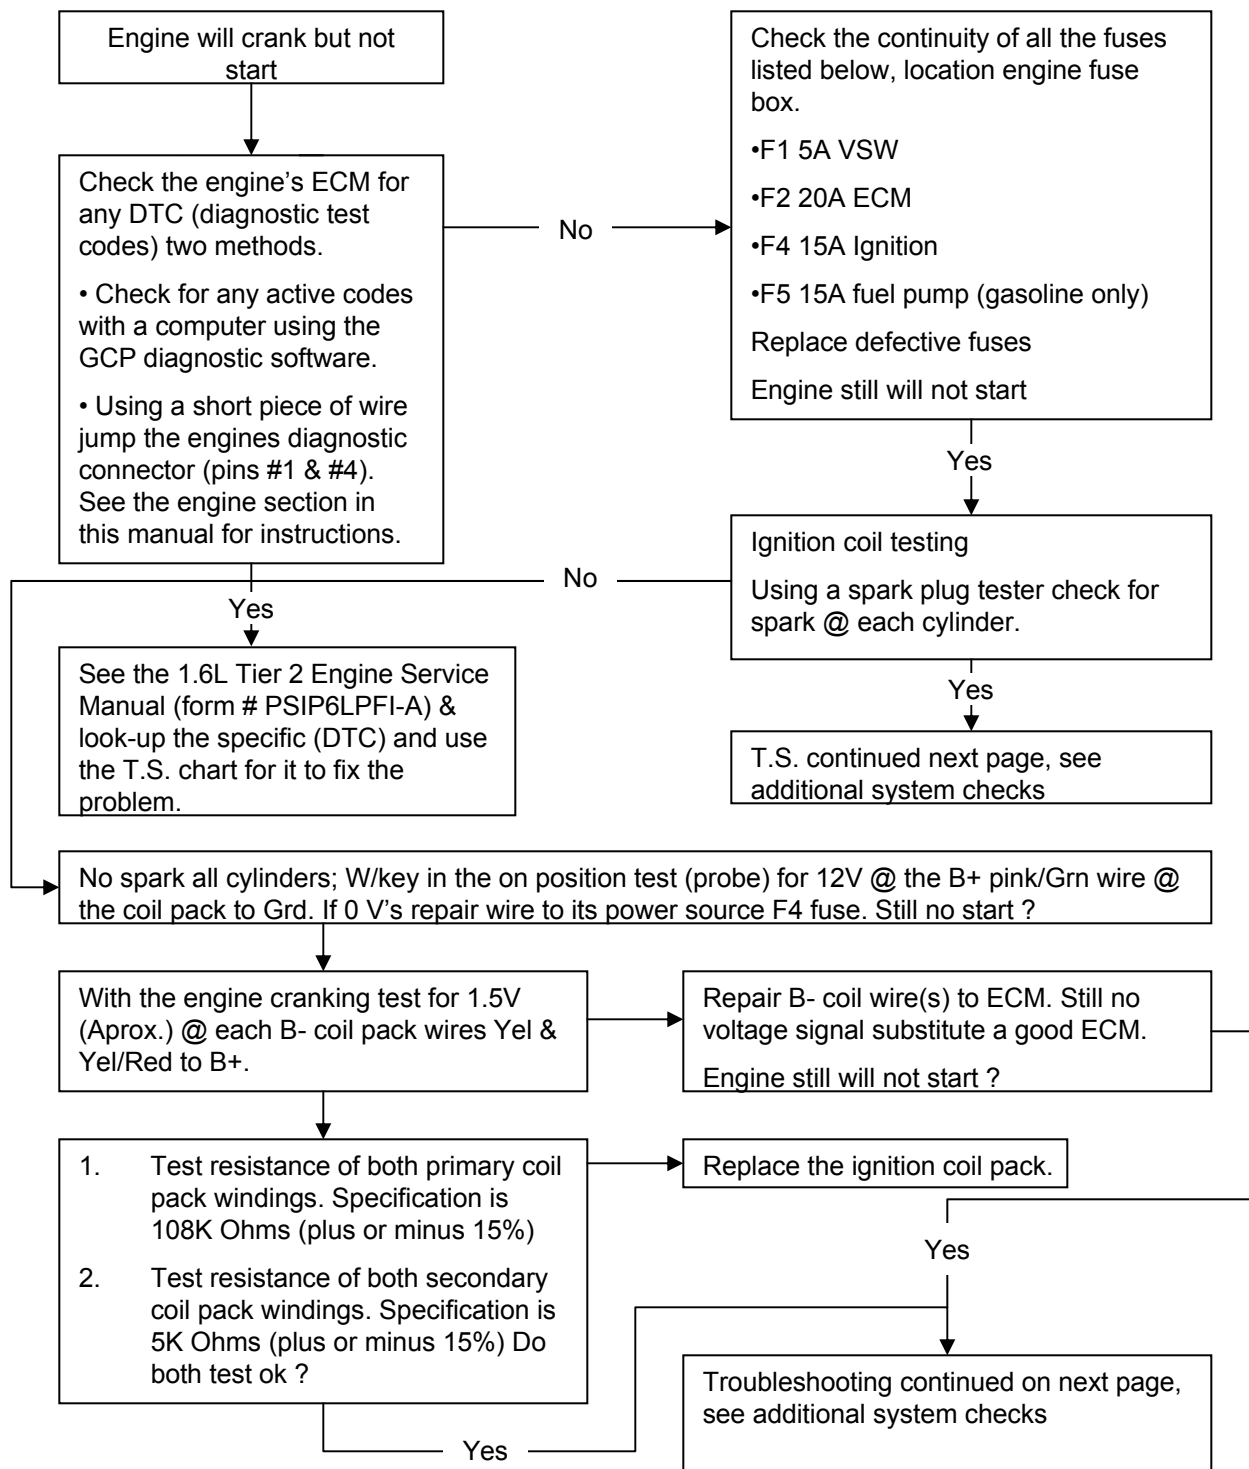 Engine will crank but not
start
Check the engine's ECM for
any DTC (diagnostic test
codes) two methods.
• Check for any active codes
with a computer using the
GCP diagnostic software.
• Using a short piece of wire
jump the engines diagnostic
connector (pins #1 & #4).
See the engine section in
this manual for instructions.
No
Check the continuity of all the fuses
listed below, location engine fuse
box.
•F1 5A VSW
•F2 20A ECM
•F4 15A Ignition
•F5 15A fuel pump (gasoline only)
Replace defective fuses
Engine still will not start
Yes
Ignition coil testing
Using a spark plug tester check for
spark @ each cylinder.
No
Yes
Yes
See the 1.6L Tier 2 Engine Service
Manual (form # PSIP6LPFI-A) &
look-up the specific (DTC) and use
the T.S. chart for it to fix the
problem.
T.S. continued next page, see
additional system checks
No spark all cylinders; W/key in the on position test (probe) for 12V @ the B+ pink/Grn wire @
the coil pack to Grd. If 0 V's repair wire to its power source F4 fuse. Still no start ?
With the engine cranking test for 1.5V
(Aprox.) @ each B- coil pack wires Yel &
Yel/Red to B+.
Repair B- coil wire(s) to ECM. Still no
voltage signal substitute a good ECM.
Engine still will not start ?
1. Test resistance of both primary coil
pack windings. Specification is
108K Ohms (plus or minus 15%)
2. Test resistance of both secondary
coil pack windings. Specification is
5K Ohms (plus or minus 15%) Do
both test ok ?
Replace the ignition coil pack.
Yes
Yes
Troubleshooting continued on next page,
see additional system checks